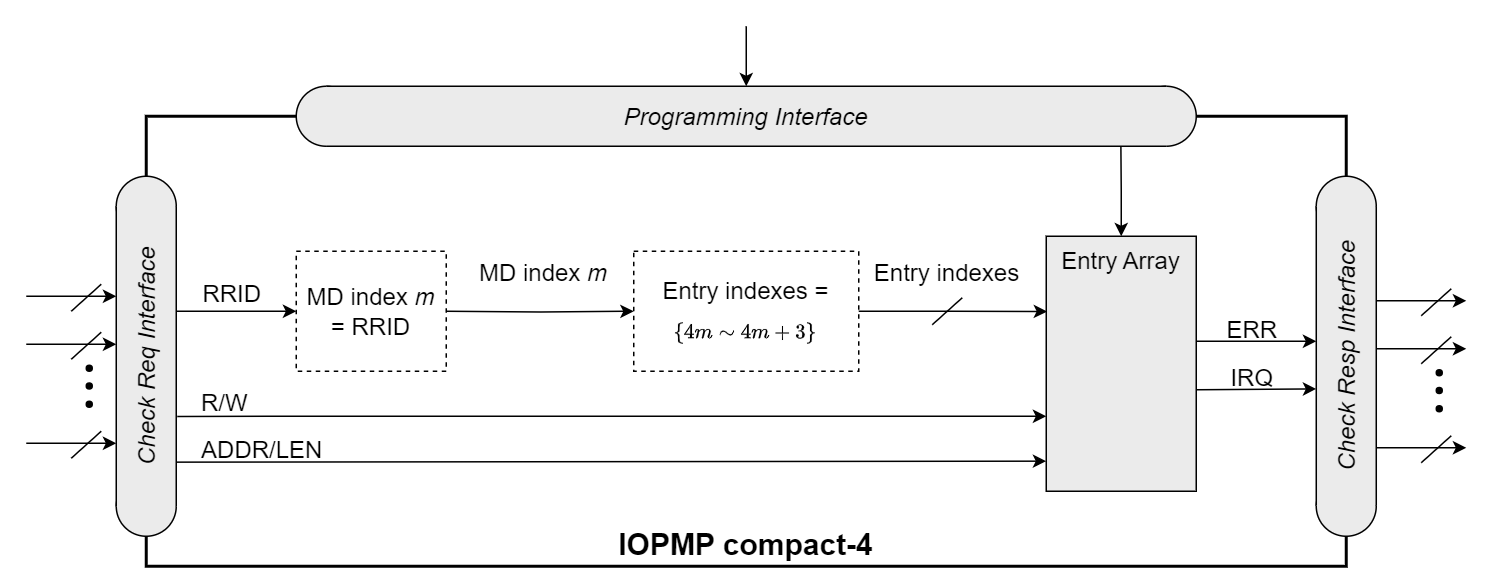 Programming Interface
Check Req Interface
RRID
MD index m
= RRID
MD index m
Entry indexes =
{4m ∼ 4m + 3}
Entry indexes
Entry Array
ERR
IRQ
Check Resp Interface
R/W
ADDR/LEN
IOPMP compact-4